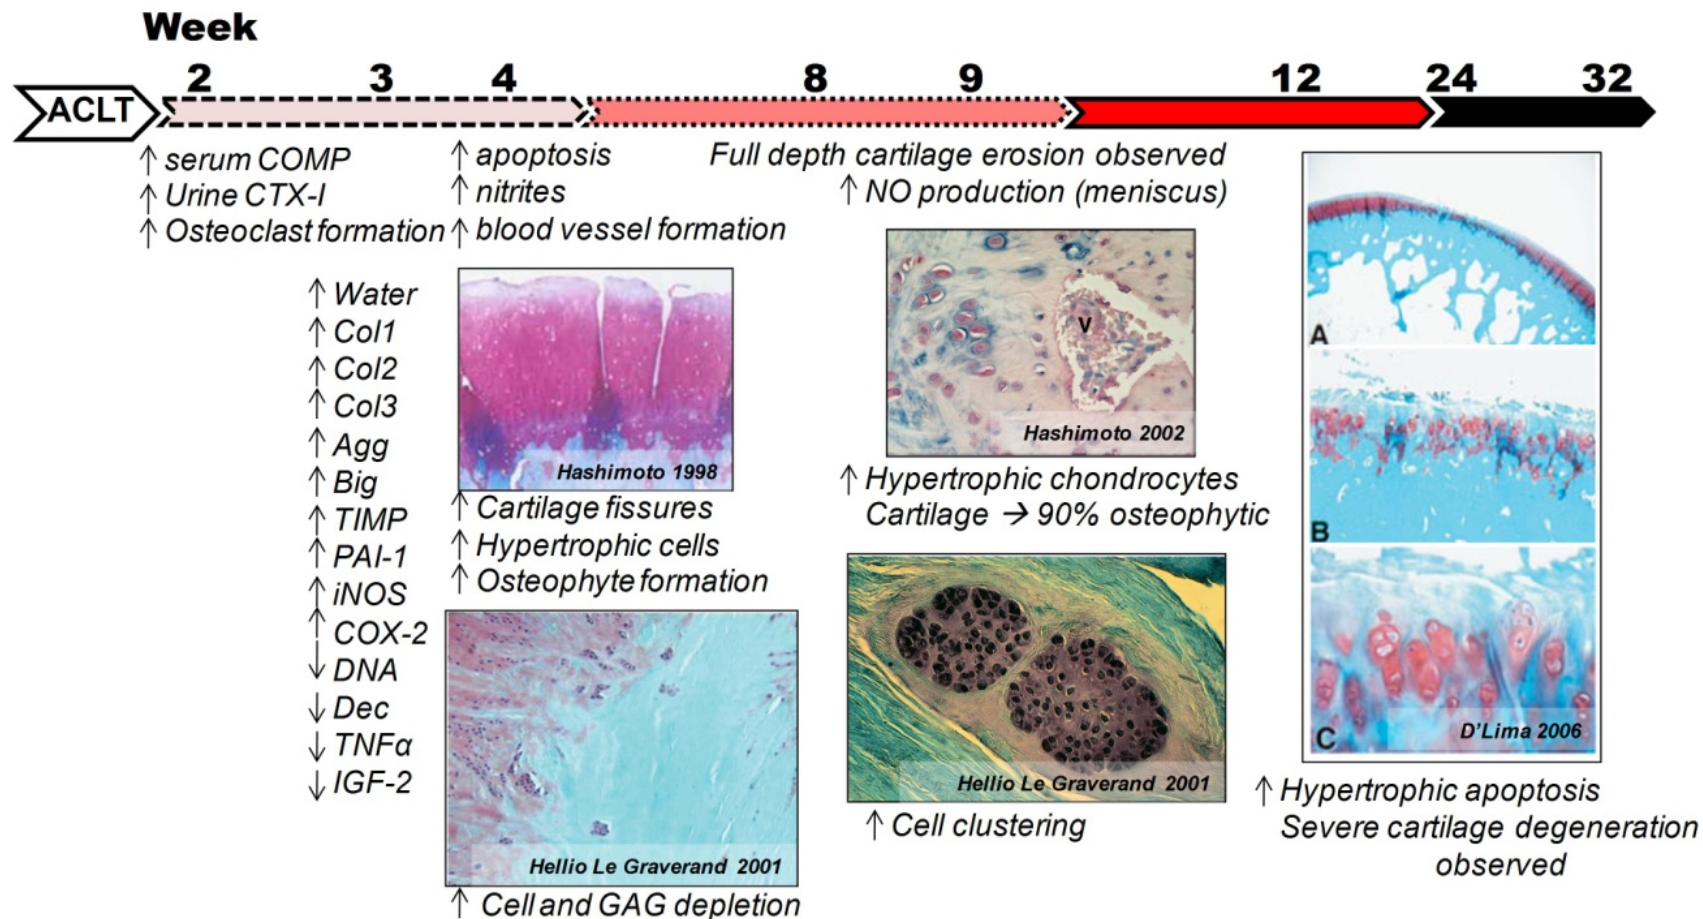 Week
2 3 4 8 9 12 24 32
ACLT
↑ serum COMP
↑ Urine CTX-I
↑ Osteoclast formation
↑ Water
↑ Col1
↑ Col2
↑ Col3
↑ Agg
↑ Big
↑ TIMP
↑ PAI-1
↑ iNOS
↑ COX-2
↓ DNA
↓ Dec
↓ TNFα
↓ IGF-2
↑ apoptosis
↑ nitrites
↑ blood vessel formation
Hashimoto 1998
↑ Cartilage fissures
↑ Hypertrophic cells
↑ Osteophyte formation
Hellio Le Graverand 2001
↑ Cell and GAG depletion
Full depth cartilage erosion observed
↑ NO production (meniscus)
V
Hashimoto 2002
↑ Hypertrophic chondrocytes
Cartilage → 90% osteophytic
Hellio Le Graverand 2001
↑ Cell clustering
A
B
C
D'Lima 2006
↑ Hypertrophic apoptosis
Severe cartilage degeneration
observed